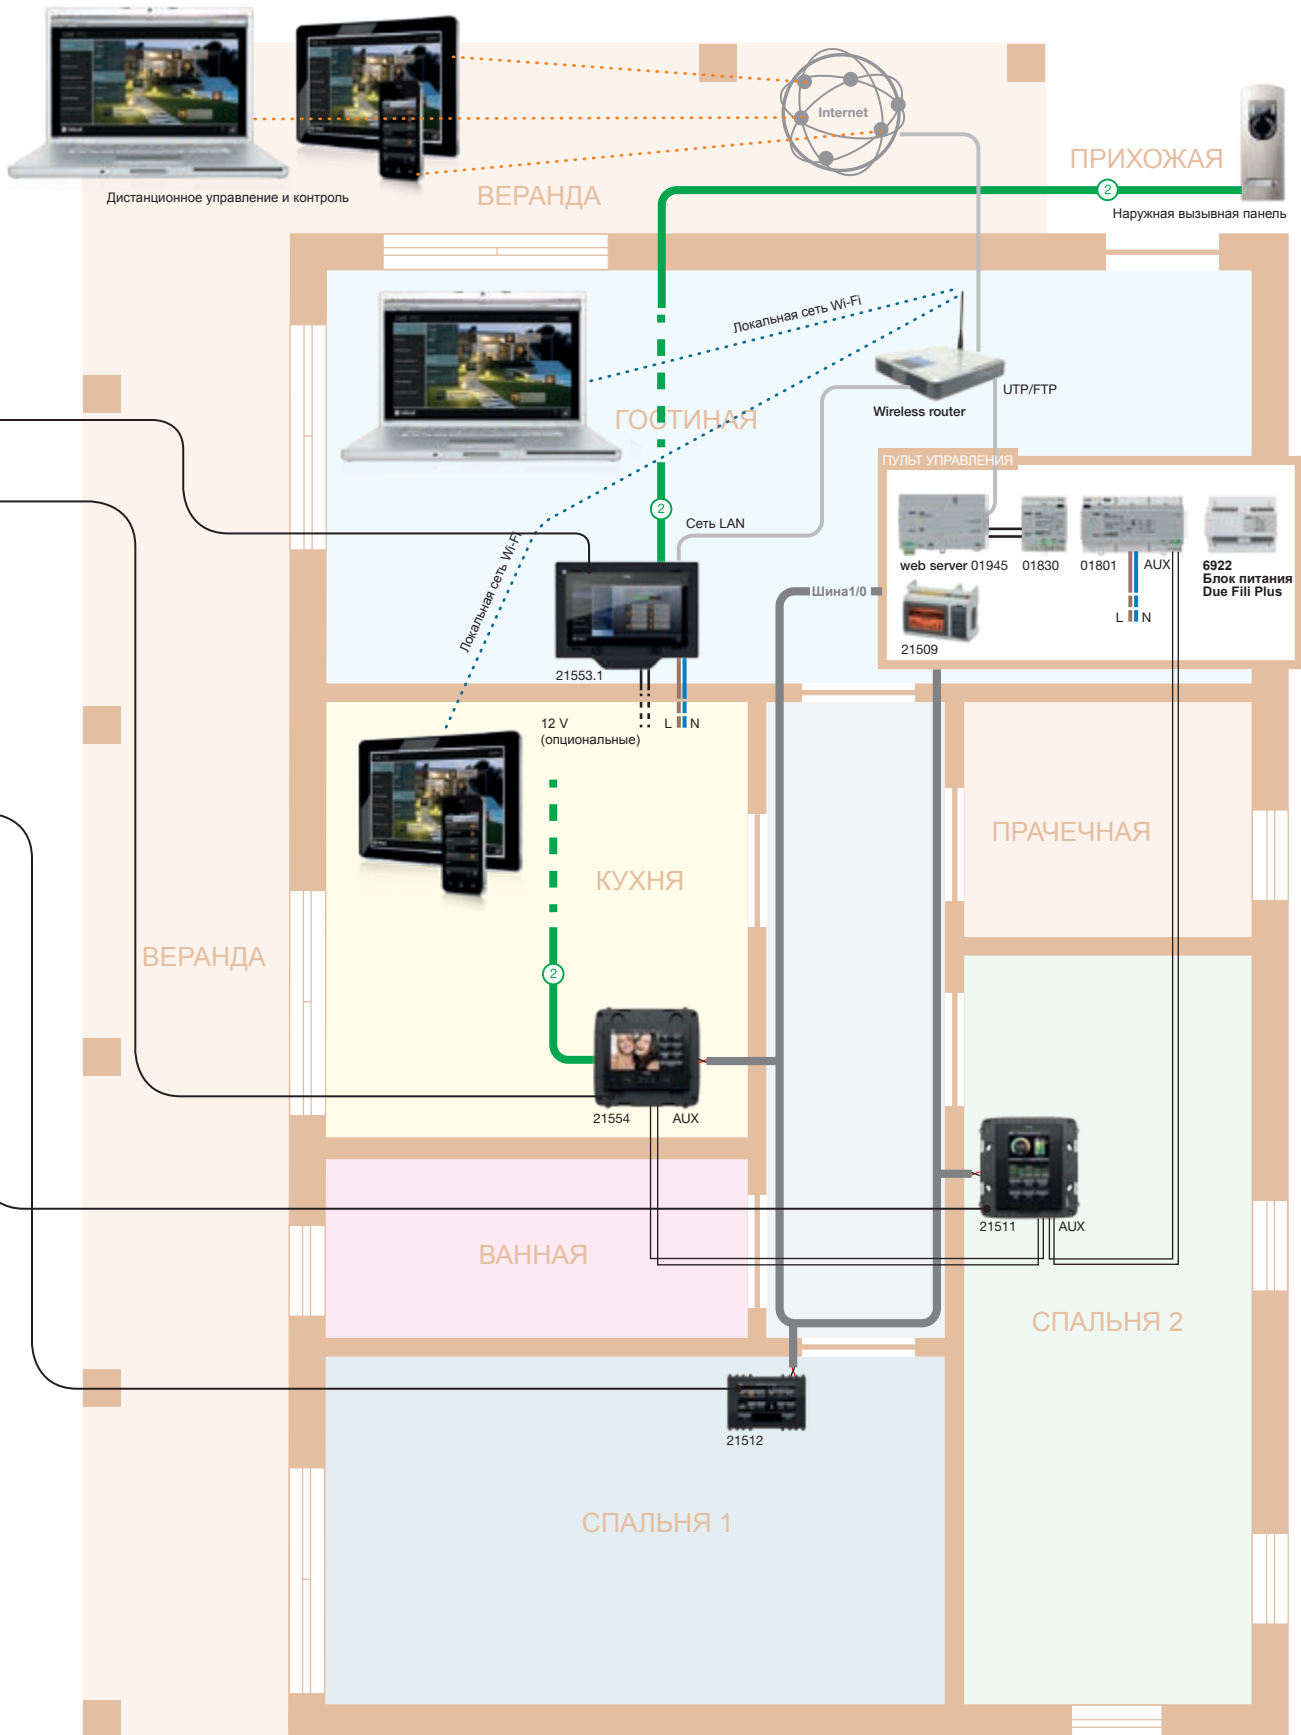 Internet
Дистанционное управление и контроль
ВЕРАНДА
ПРИХОЖАЯ
2
Наружная вызывная панель
Локальная сеть Wi-Fi
ГОСТИНАЯ
Wireless router
UTP/FTP
ПУЛЬТ УПРАВЛЕНИЯ
2
Сеть LAN
Локальная сеть Wi-Fi
web server 01945
01830
01801
AUX
6922
Блок питания
Due Fili Plus
L N
Шина1/0
21509
21553.1
12 V
(опциональные)
L N
ПРАЧЕЧНАЯ
КУХНЯ
ВЕРАНДА
2
21554
AUX
21511
AUX
ВАННАЯ
СПАЛЬНЯ 2
21512
СПАЛЬНЯ 1